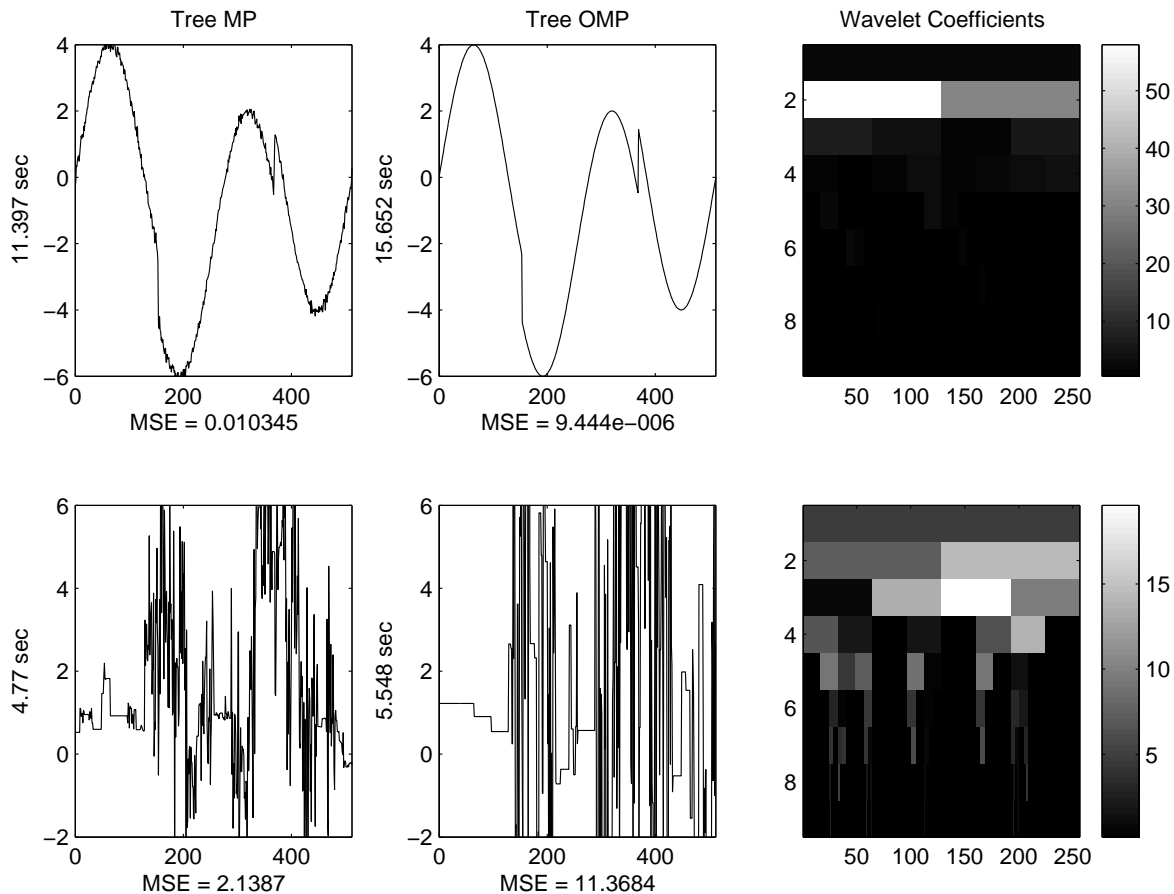 Tree MP
Tree OMP
Wavelet Coefficients
11.397 sec
4
2
0
−2
−4
−6
0 200 400
MSE = 0.010345
15.652 sec
4
2
0
−2
−4
−6
0 200 400
MSE = 9.444e−006
2
4
6
8
50 100 150 200 250
50
40
30
20
10
4.77 sec
6
4
2
0
−2
0 200 400
MSE = 2.1387
5.548 sec
6
4
2
0
−2
0 200 400
MSE = 11.3684
2
4
6
8
50 100 150 200 250
15
10
5